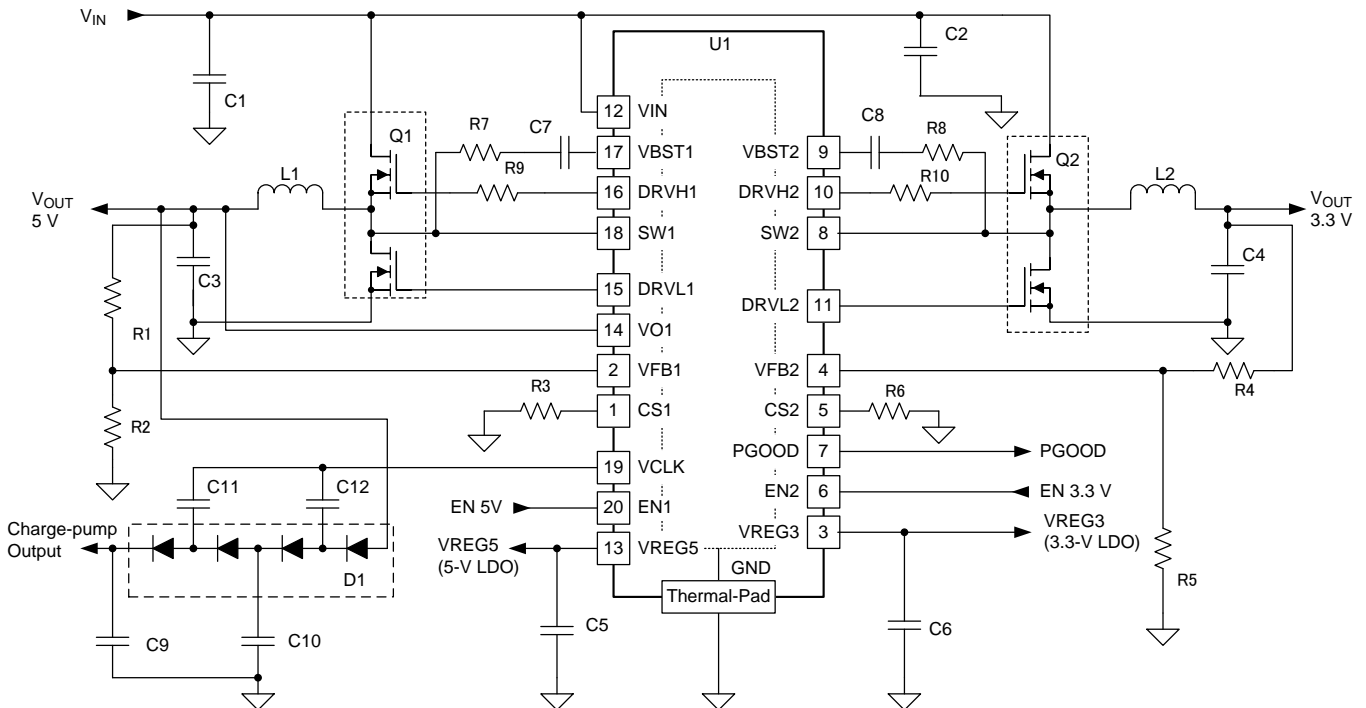 V_IN
U1
C2
C1
12 VIN
Q1
R7
C7
17 VBST1
VBST2 9
C8
R8
Q2
R9
16 DRVH1
DRVH2 10
R10
L1
L2
V_OUT
5 V
V_OUT
3.3 V
18 SW1
SW2 8
C3
C4
15 DRVL1
DRVL2 11
R1
14 VO1
2 VFB1
VFB2 4
R4
R3
R6
1 CS1
CS2 5
R2
PGOOD 7
PGOOD
19 VCLK
C11
C12
EN2 6
EN 3.3 V
EN 5V
20 EN1
Charge-pump
Output
VREG3 3
VREG3
(3.3-V LDO)
VREG5
(5-V LDO)
13 VREG5
D1
GND
R5
Thermal-Pad
C9
C10
C5
C6